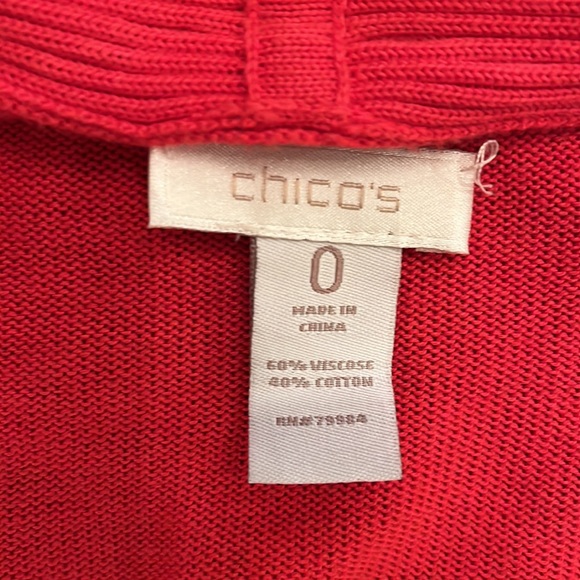 chico's
0
MADE IN
CHINA
60% VISCOSE
40% COTTON
RN#79984